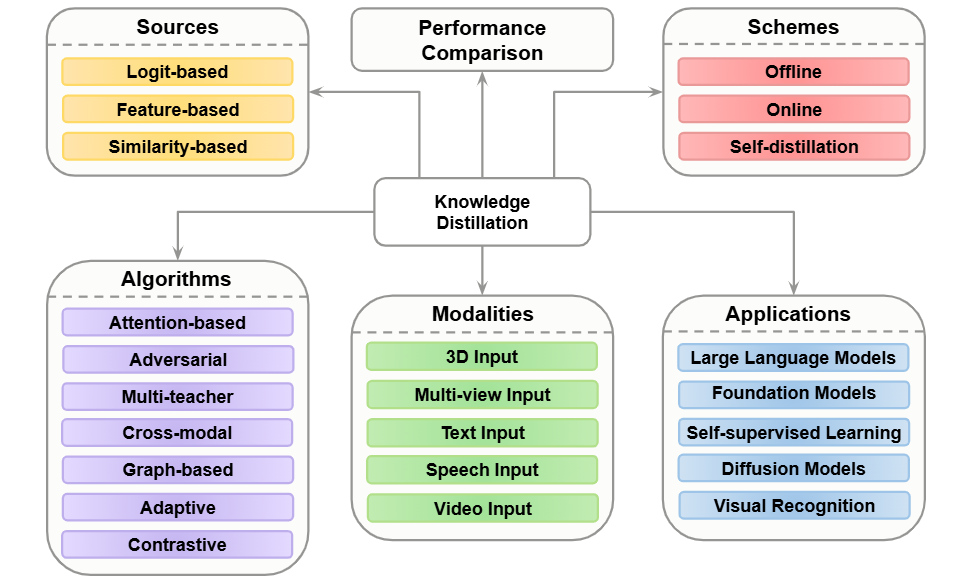 Sources
Logit-based
Feature-based
Similarity-based
Performance
Comparison
Schemes
Offline
Online
Self-distillation
Knowledge
Distillation
Algorithms
Attention-based
Adversarial
Multi-teacher
Cross-modal
Graph-based
Adaptive
Contrastive
Modalities
3D Input
Multi-view Input
Text Input
Speech Input
Video Input
Applications
Large Language Models
Foundation Models
Self-supervised Learning
Diffusion Models
Visual Recognition